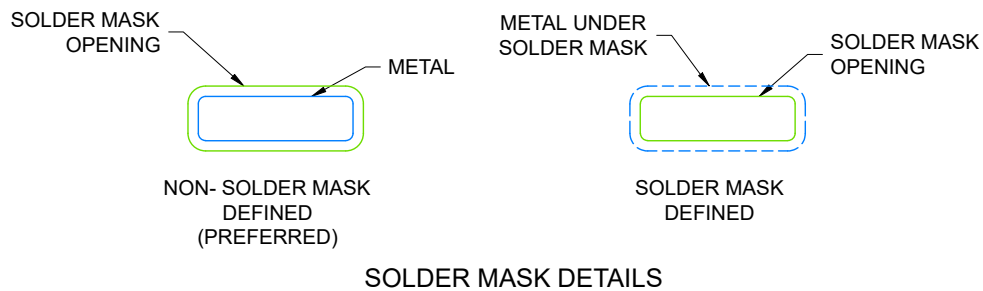 SOLDER MASK
OPENING
METAL
NON- SOLDER MASK
DEFINED
(PREFERRED)
METAL UNDER
SOLDER MASK
SOLDER MASK
OPENING
SOLDER MASK
DEFINED
SOLDER MASK DETAILS